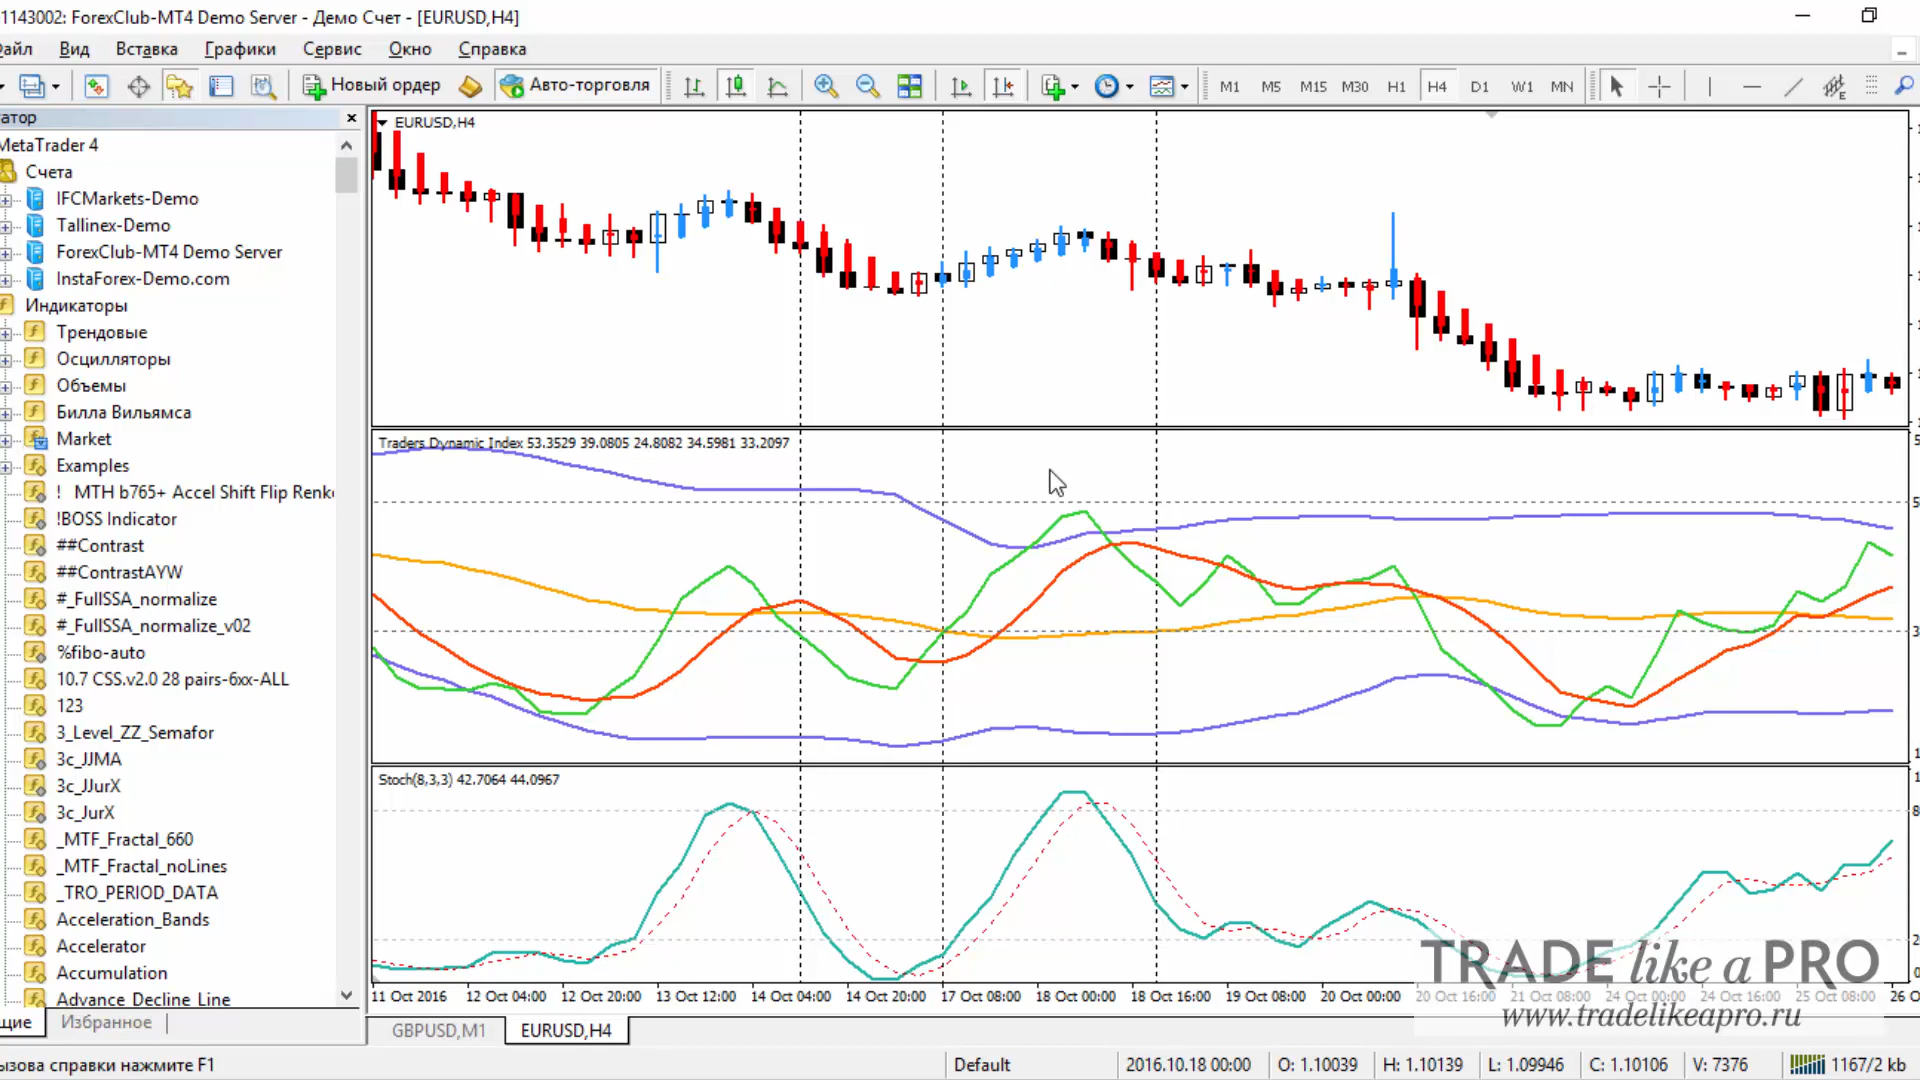 1143002: ForexClub-MT4 Demo Server - Демо Счет - [EURUSD,H4]
айл Вид Вставка Графики Сервис Окно Справка
Новый ордер Авто-торговля M1 M5 M15 M30 H1 H4 D1 W1 MN
атор
MetaTrader 4
Счета
IFCMarkets-Demo
Tallinex-Demo
ForexClub-MT4 Demo Server
InstaForex-Demo.com
Индикаторы
Трендовые
Осцилляторы
Объемы
Билла Вильямса
Market
Examples
! MTH b765+ Accel Shift Flip Renk
!BOSS Indicator
##Contrast
##ContrastAYW
#_FullSSA_normalize
#_FullSSA_normalize_v02
%fibo-auto
10.7 CSS.v2.0 28 pairs-6xx-ALL
123
3_Level_ZZ_Semafor
3c_JJMA
3c_JJurX
3c_JurX
_MTF_Fractal_660
_MTF_Fractal_noLines
_TRO_PERIOD_DATA
Acceleration_Bands
Accelerator
Accumulation
Advance Decline Line
щие Избранное
EURUSD,H4
Traders Dynamic Index 53.3529 39.0805 24.8082 34.5981 33.2097
Stoch(8,3,3) 42.7064 44.0967
11 Oct 2016 12 Oct 04:00 12 Oct 20:00 13 Oct 12:00 14 Oct 04:00 14 Oct 20:00 17 Oct 08:00 18 Oct 00:00 18 Oct 16:00 19 Oct 08:00 20 Oct 00:00 20 Oct 16:00 21 Oct 08:00 24 Oct 00:00 24 Oct 16:00 25 Oct 08:00 26 O
TRADE like a PRO
www.tradelikeapro.ru
GBPUSD,M1 EURUSD,H4
ызова справки нажмите F1
Default 2016.10.18 00:00 O: 1.10039 H: 1.10139 L: 1.09946 C: 1.10106 V: 7376 1167/2 kb